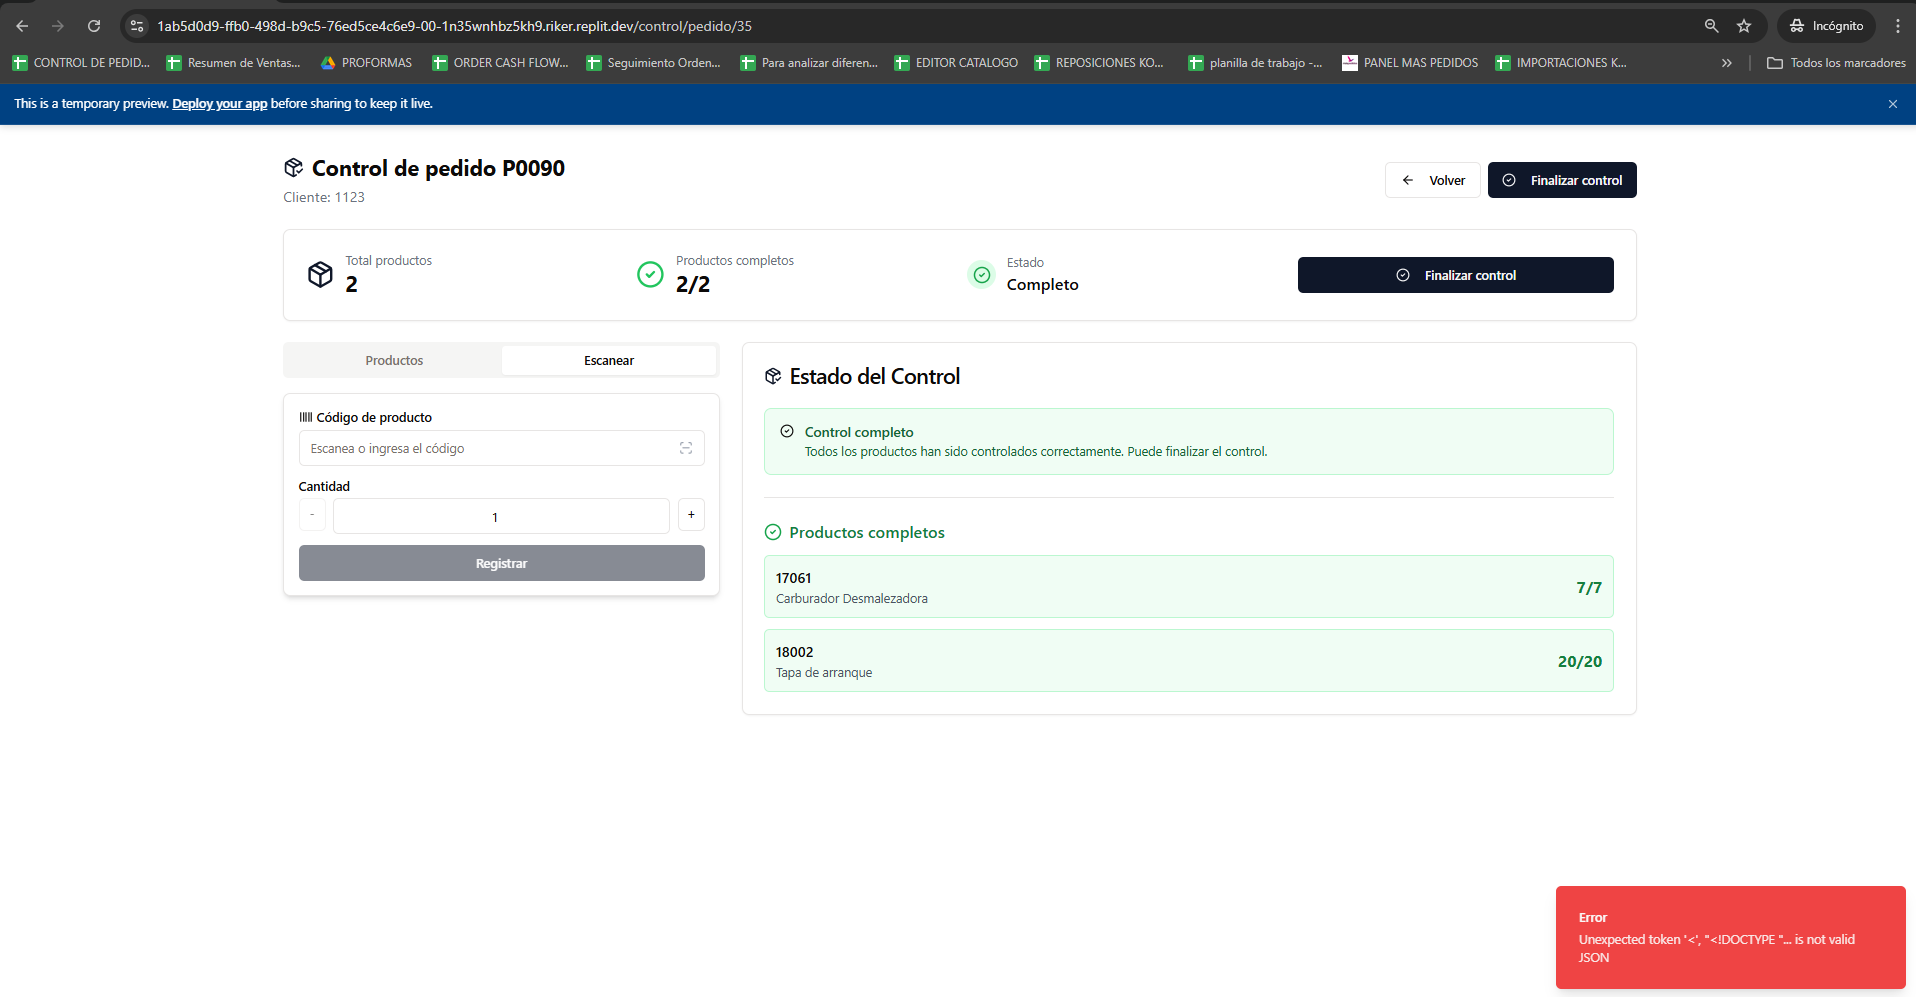 1ab5d0d9-ffb0-498d-b9c5-76ed5ce4c6e9-00-1n35wnhbz5kh9.riker.replit.dev/control/pedido/35
Incógnito
CONTROL DE PEDID...
Resumen de Ventas...
PROFORMAS
ORDER CASH FLOW...
Seguimiento Orden...
Para analizar diferen...
EDITOR CATALOGO
REPOSICIONES KO...
planilla de trabajo -...
PANEL MAS PEDIDOS
IMPORTACIONES K...
Todos los marcadores
This is a temporary preview. Deploy your app before sharing to keep it live.
Control de pedido P0090
Cliente: 1123
Volver
Finalizar control
Total productos
2
Productos completos
2/2
Estado
Completo
Finalizar control
Productos
Escanear
Código de producto
Escanea o ingresa el código
Cantidad
-
1
+
Registrar
Estado del Control
Control completo
Todos los productos han sido controlados correctamente. Puede finalizar el control.
Productos completos
17061
Carburador Desmalezadora
7/7
18002
Tapa de arranque
20/20
Error
Unexpected token '<', "<!DOCTYPE "... is not valid
JSON